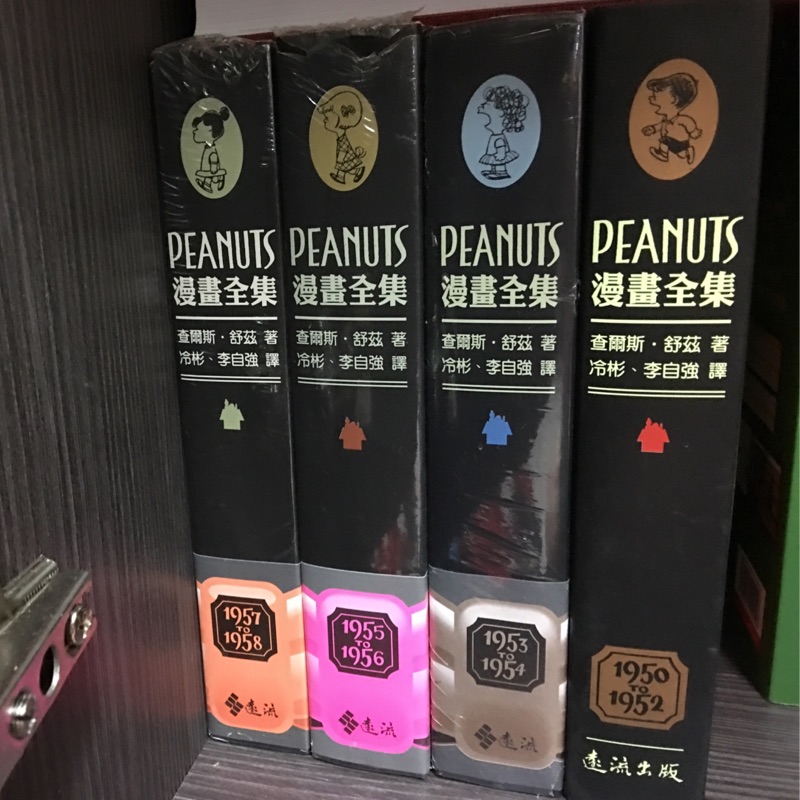 PEANUTS
漫畫全集
查爾斯・舒茲 著
冷彬、李自強 譯
1957
TO
1958
遠流
PEANUTS
漫畫全集
查爾斯・舒茲 著
冷彬、李自強 譯
1955
TO
1956
遠流
PEANUTS
漫畫全集
查爾斯・舒茲 著
冷彬、李自強 譯
1953
TO
1954
遠流
PEANUTS
漫畫全集
查爾斯・舒茲 著
冷彬、李自強 譯
1950
TO
1952
遠流出版